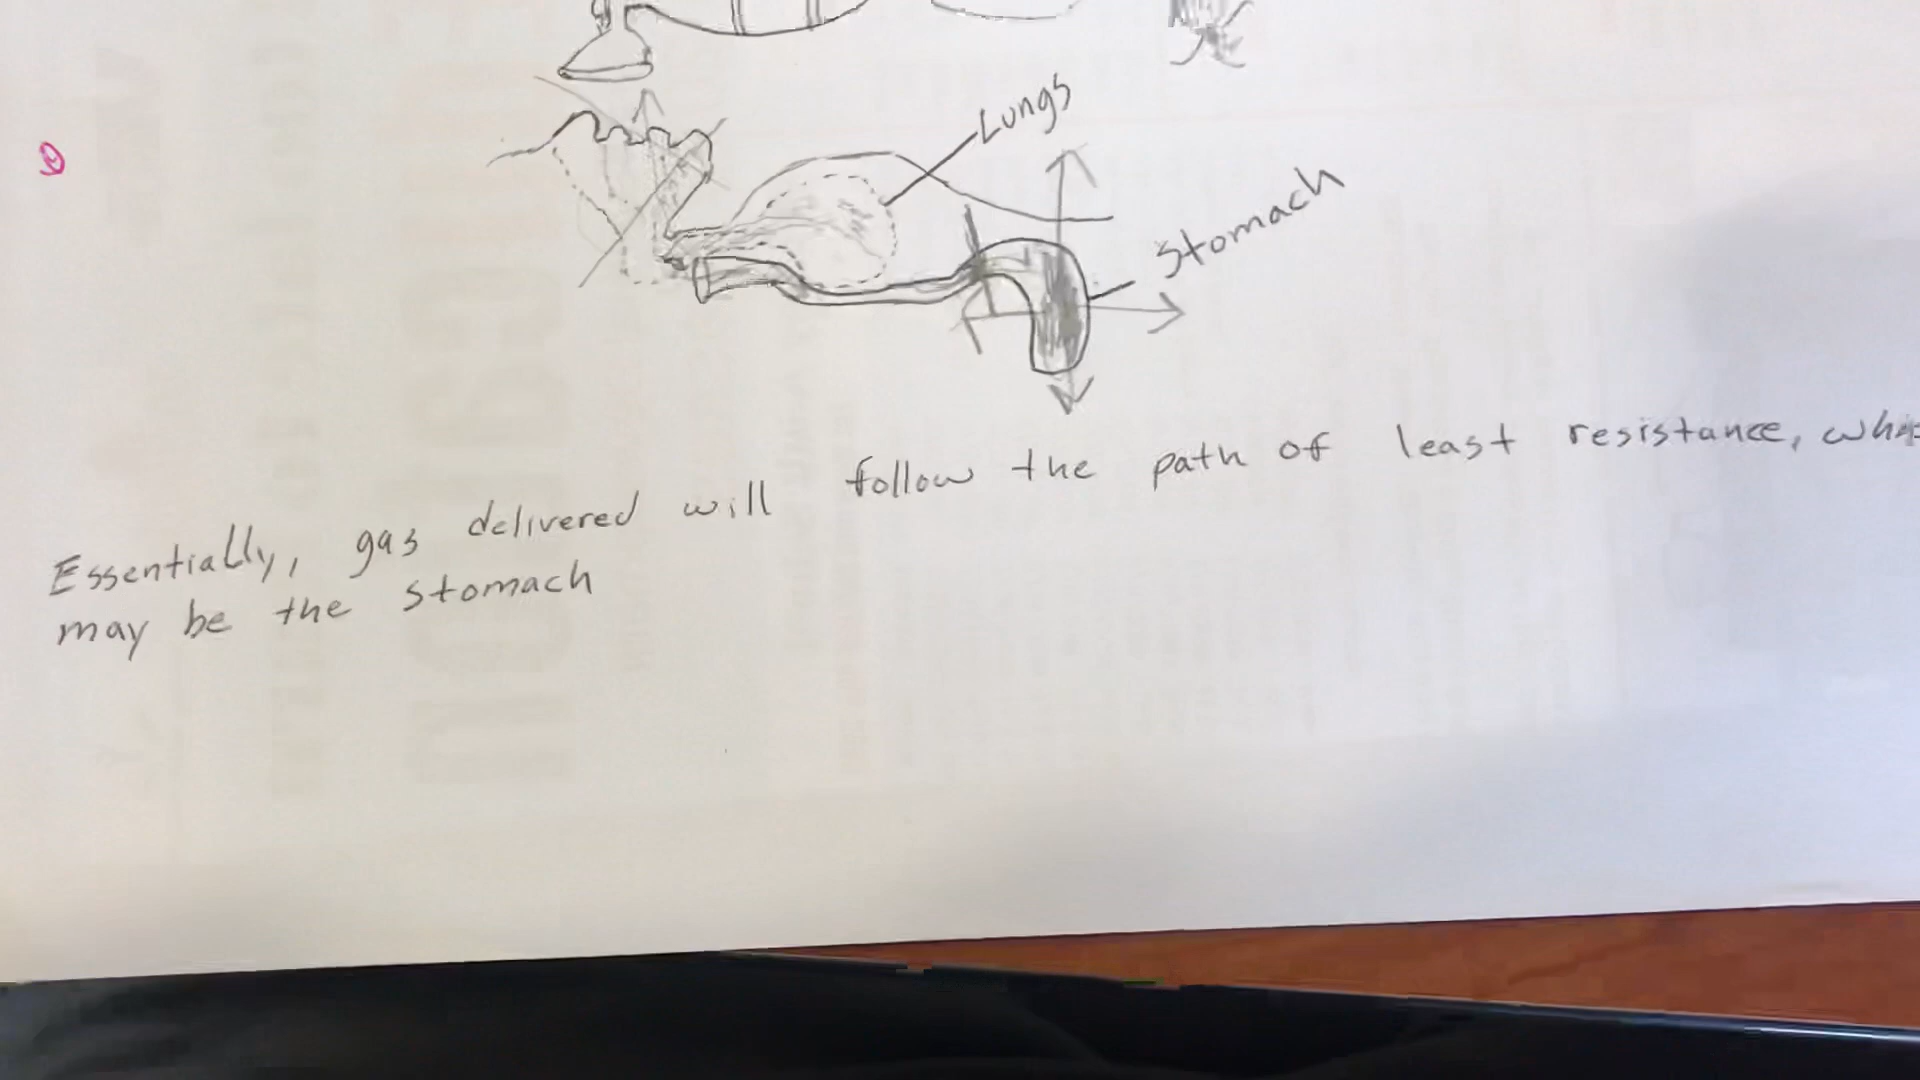 Lungs
Stomach
Essentially, gas delivered will follow the path of least resistance,
may be the stomach